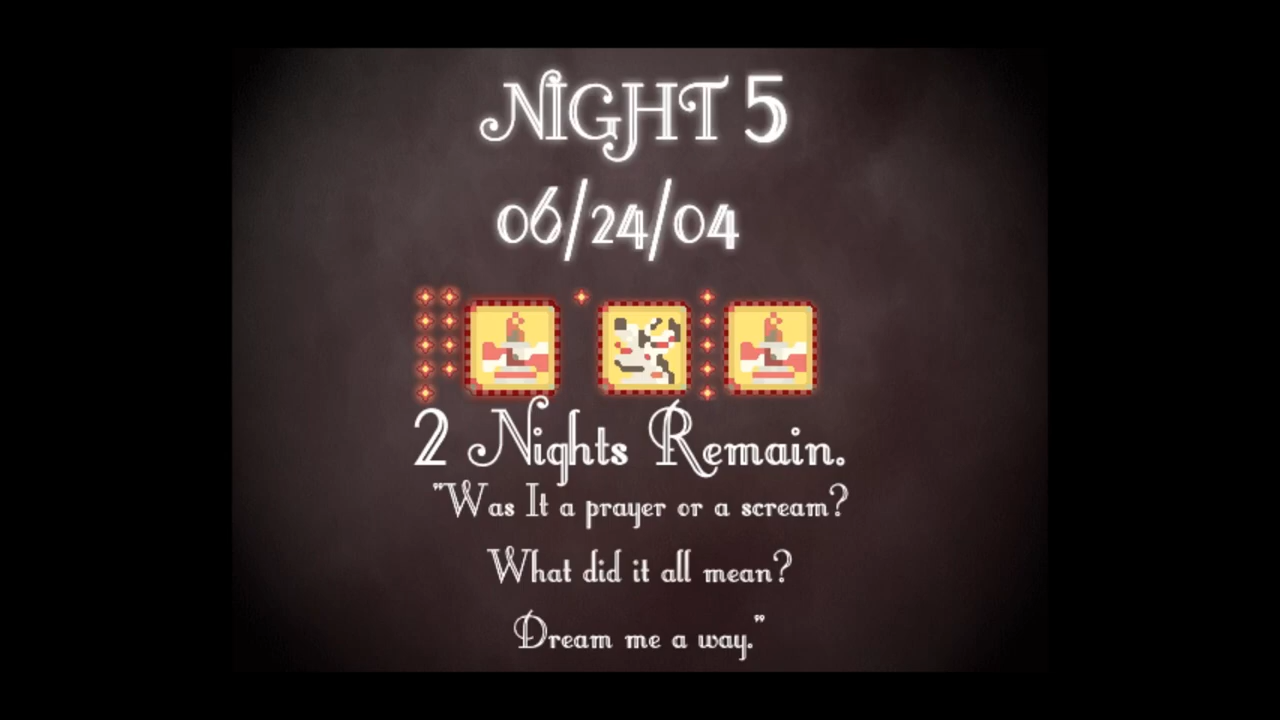 NIGHT 5
06/24/04
2 Nights Remain.
"Was It a prayer or a scream?
What did it all mean?
Dream me a way."